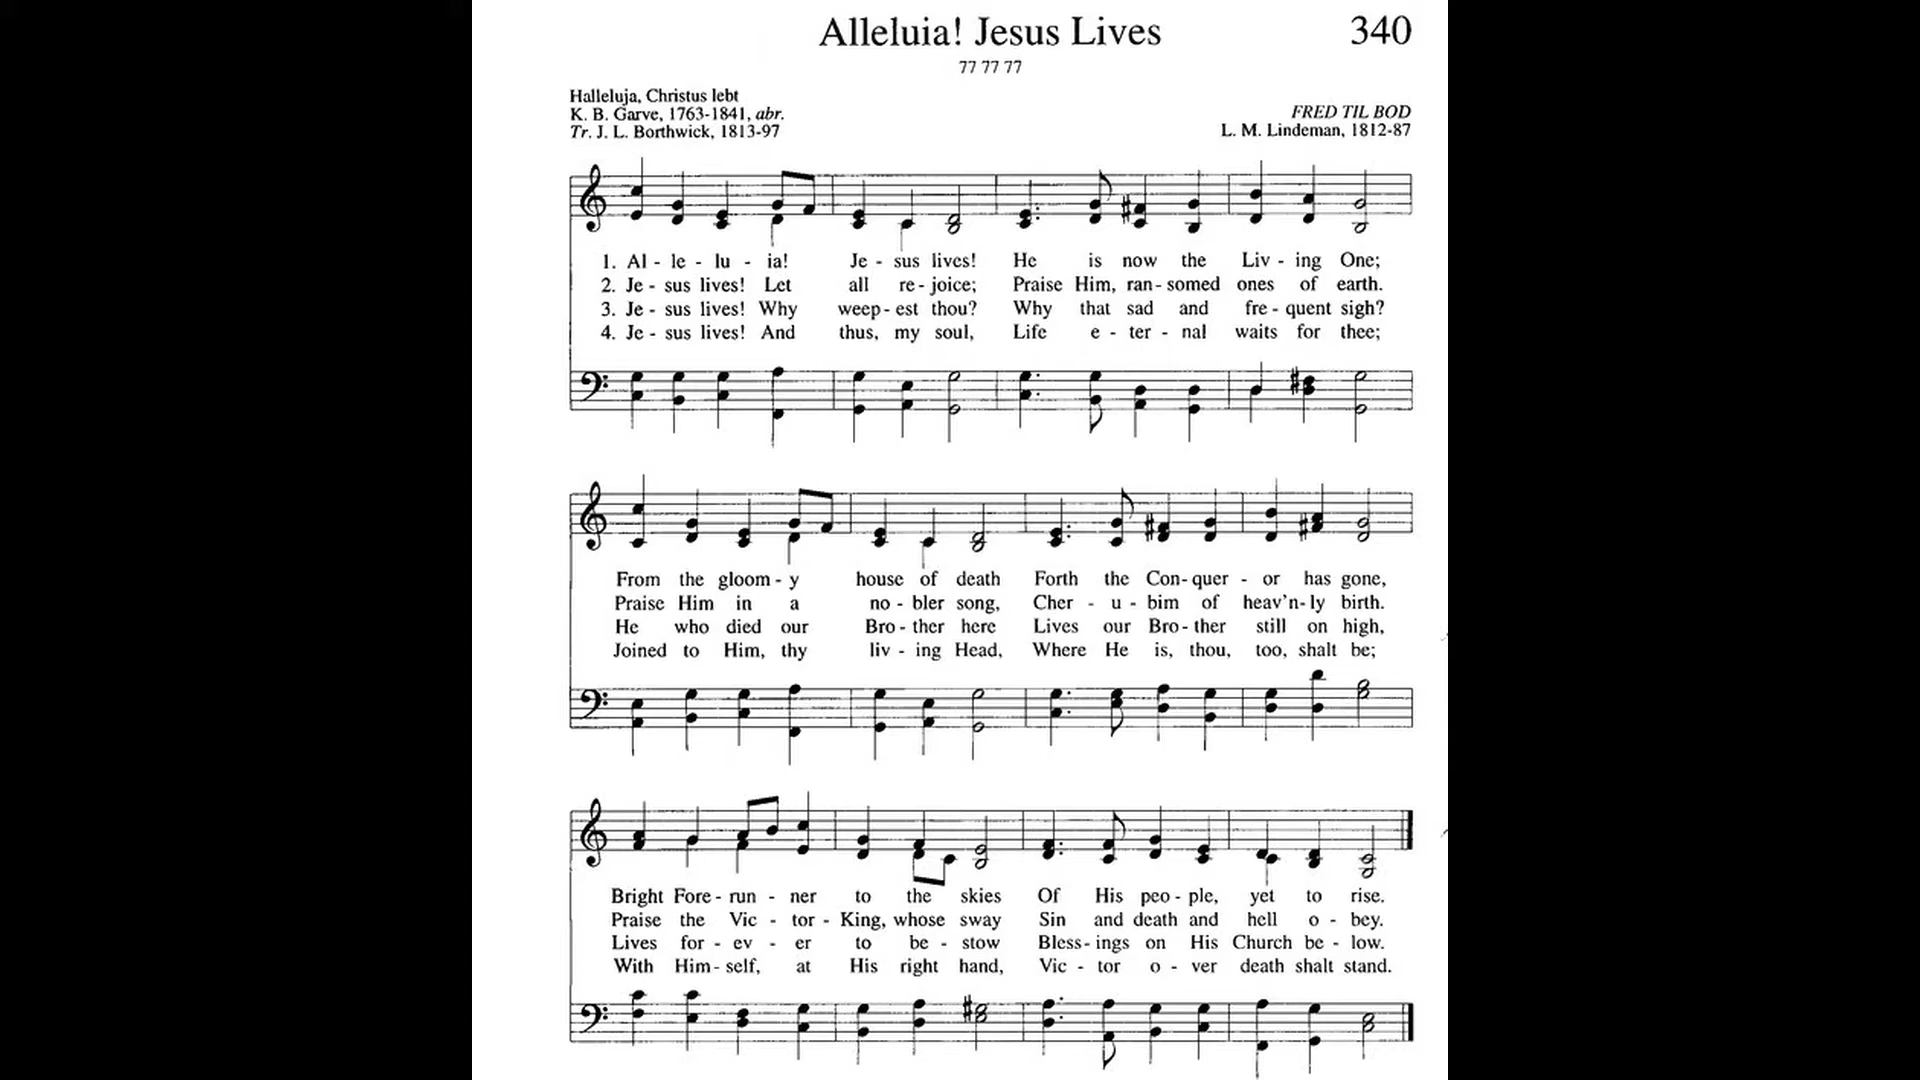 Alleluia! Jesus Lives 340
77 77 77
Halleluja, Christus lebt
K. B. Garve, 1763-1841, abr. FRED TIL BOD
Tr. J. L. Borthwick, 1813-97 L. M. Lindeman, 1812-87
1. Al - le - lu - ia! Je - sus lives! He is now the Liv - ing One;
2. Je - sus lives! Let all re - joice; Praise Him, ran - somed ones of earth.
3. Je - sus lives! Why weep - est thou? Why that sad and fre - quent sigh?
4. Je - sus lives! And thus, my soul, Life e - ter - nal waits for thee;
From the gloom - y house of death Forth the Con - quer - or has gone,
Praise Him in a no - bler song, Cher - u - bim of heav'n - ly birth.
He who died our Bro - ther here Lives our Bro - ther still on high,
Joined to Him, thy liv - ing Head, Where He is, thou, too, shalt be;
Bright Fore - run - ner to the skies Of His peo - ple, yet to rise.
Praise the Vic - tor - King, whose sway Sin and death and hell o - bey.
Lives for - ev - er to be - stow Bless - ings on His Church be - low.
With Him - self, at His right hand, Vic - tor o - ver death shalt stand.